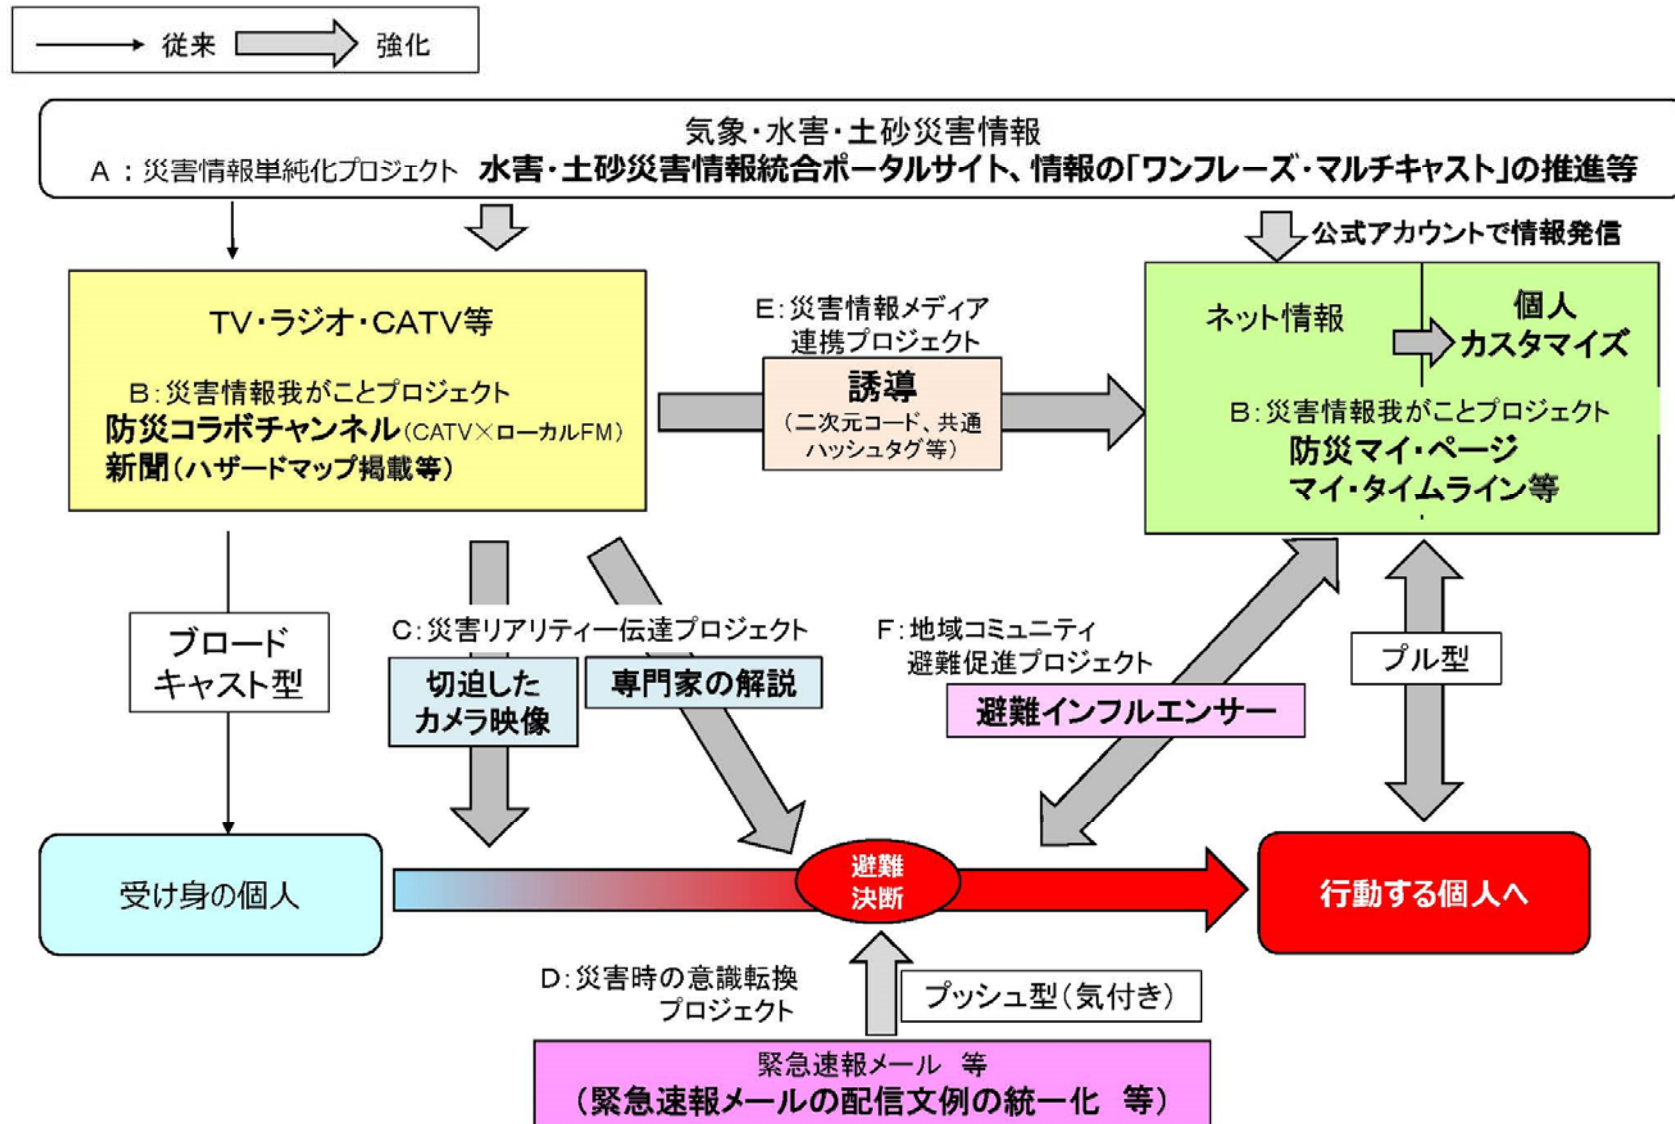 従来
強化
気象・水害・土砂災害情報
A：災害情報単純化プロジェクト 水害・土砂災害情報統合ポータルサイト、情報の「ワンフレーズ・マルチキャスト」の推進等
公式アカウントで情報発信
TV・ラジオ・CATV等
B：災害情報我がことプロジェクト
防災コラボチャンネル（CATV×ローカルFM）
新聞（ハザードマップ掲載等）
E：災害情報メディア
連携プロジェクト
誘導
（二次元コード、共通
ハッシュタグ等）
ネット情報
個人
カスタマイズ
B：災害情報我がことプロジェクト
防災マイ・ページ
マイ・タイムライン等
ブロード
キャスト型
C：災害リアリティー伝達プロジェクト
切迫した
カメラ映像
専門家の解説
F：地域コミュニティ
避難促進プロジェクト
避難インフルエンサー
プル型
受け身の個人
避難
決断
行動する個人へ
D：災害時の意識転換
プロジェクト
プッシュ型（気付き）
緊急速報メール 等
（緊急速報メールの配信文例の統一化 等）